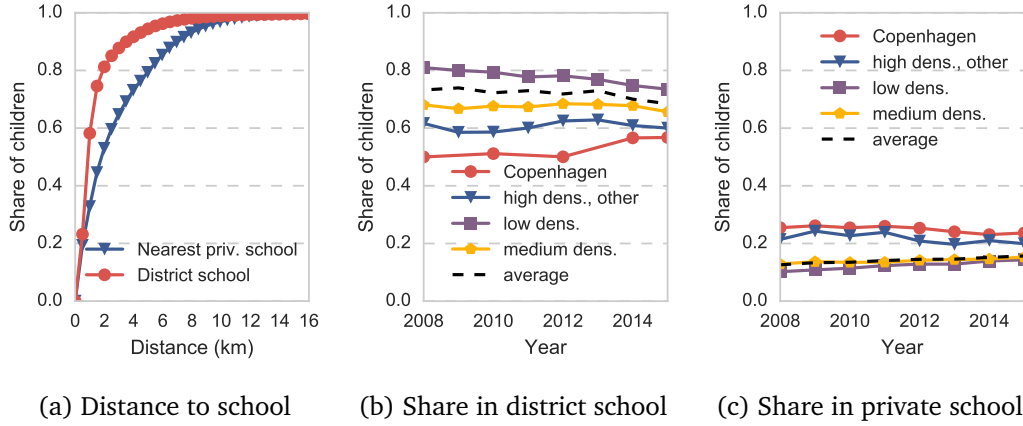 1.0
0.8
0.6
0.4
0.2
0.0
Share of children
Nearest priv. school
District school
0 2 4 6 8 10 12 14 16
Distance (km)
(a) Distance to school
1.0
0.8
0.6
0.4
0.2
0.0
Share of children
Copenhagen
high dens., other
low dens.
medium dens.
average
2008 2010 2012 2014
Year
(b) Share in district school
1.0
0.8
0.6
0.4
0.2
0.0
Share of children
Copenhagen
high dens., other
low dens.
medium dens.
average
2008 2010 2012 2014
Year
(c) Share in private school